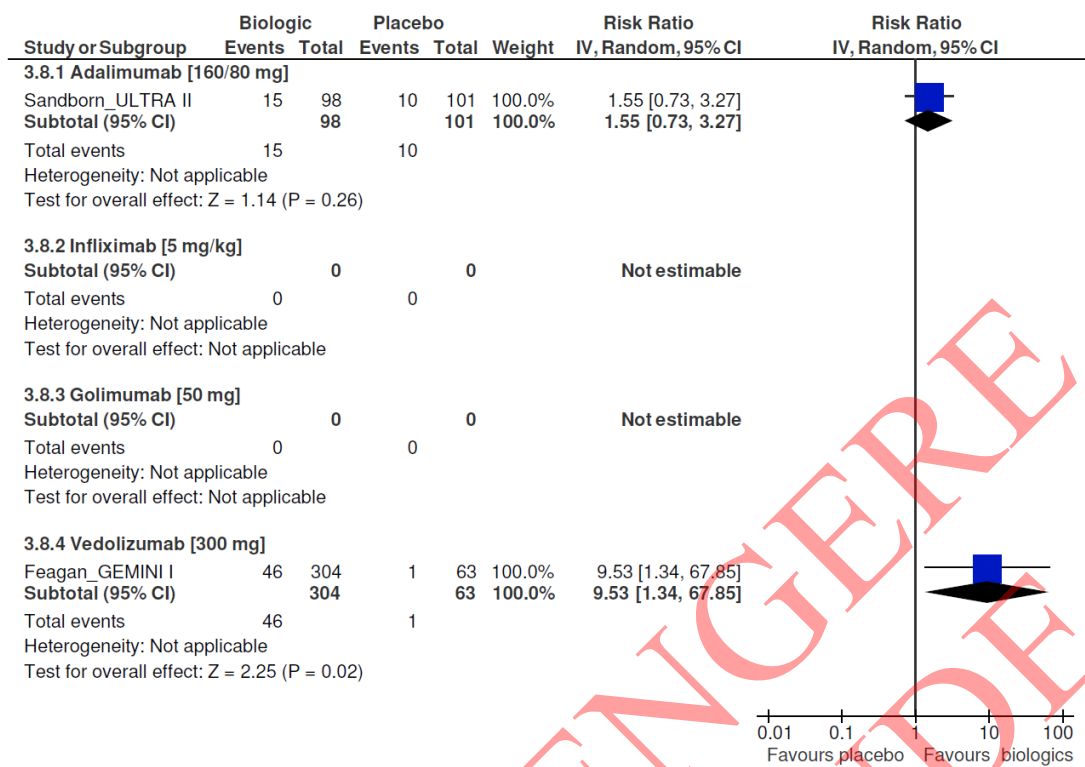 Biologic Placebo Risk Ratio Risk Ratio
Study or Subgroup Events Total Events Total Weight IV, Random, 95% CI IV, Random, 95% CI
3.8.1 Adalimumab [160/80 mg]
Sandborn_ULTRA II 15 98 10 101 100.0% 1.55 [0.73, 3.27]
Subtotal (95% CI) 98 101 100.0% 1.55 [0.73, 3.27]
Total events 15 10
Heterogeneity: Not applicable
Test for overall effect: Z = 1.14 (P = 0.26)
3.8.2 Infliximab [5 mg/kg]
Subtotal (95% CI) 0 0 Not estimable
Total events 0 0
Heterogeneity: Not applicable
Test for overall effect: Not applicable
3.8.3 Golimumab [50 mg]
Subtotal (95% CI) 0 0 Not estimable
Total events 0 0
Heterogeneity: Not applicable
Test for overall effect: Not applicable
3.8.4 Vedolizumab [300 mg]
Feagan_GEMINI I 46 304 1 63 100.0% 9.53 [1.34, 67.85]
Subtotal (95% CI) 304 63 100.0% 9.53 [1.34, 67.85]
Total events 46 1
Heterogeneity: Not applicable
Test for overall effect: Z = 2.25 (P = 0.02)
0.01 0.1 1 10 100
Favours placebo Favours biologics
ENGERE
IDE